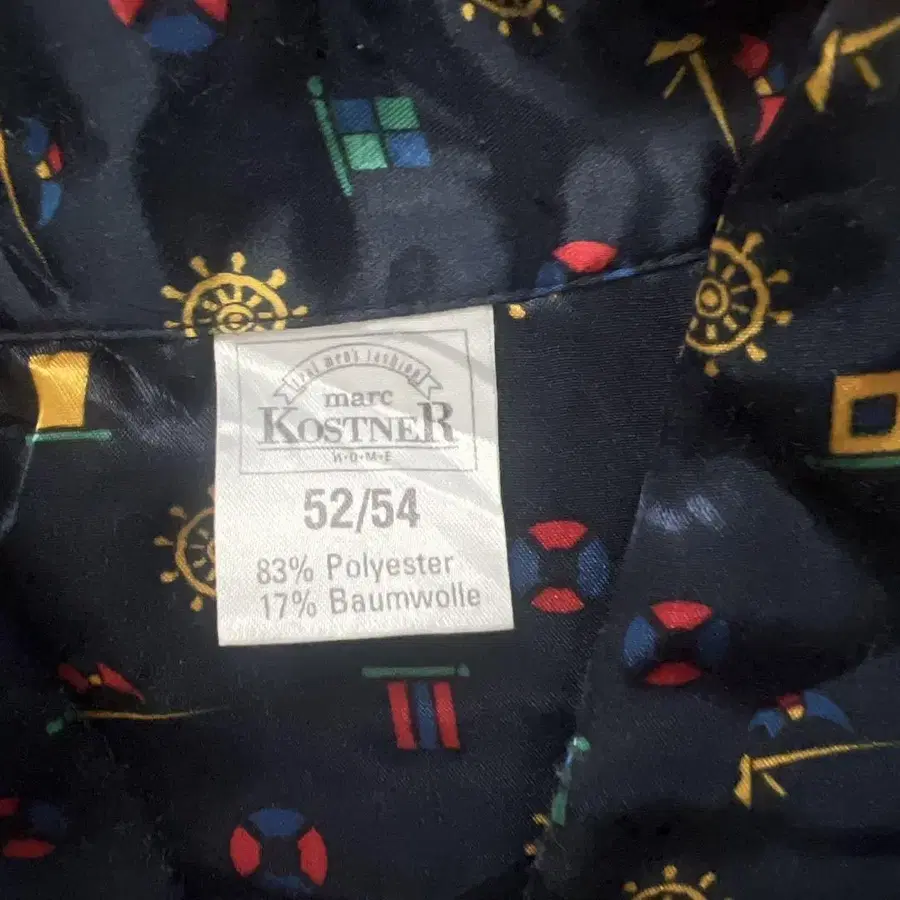 real men's fashion
marc
KOSTNER
H·O·M·E
52/54
83% Polyester
17% Baumwolle